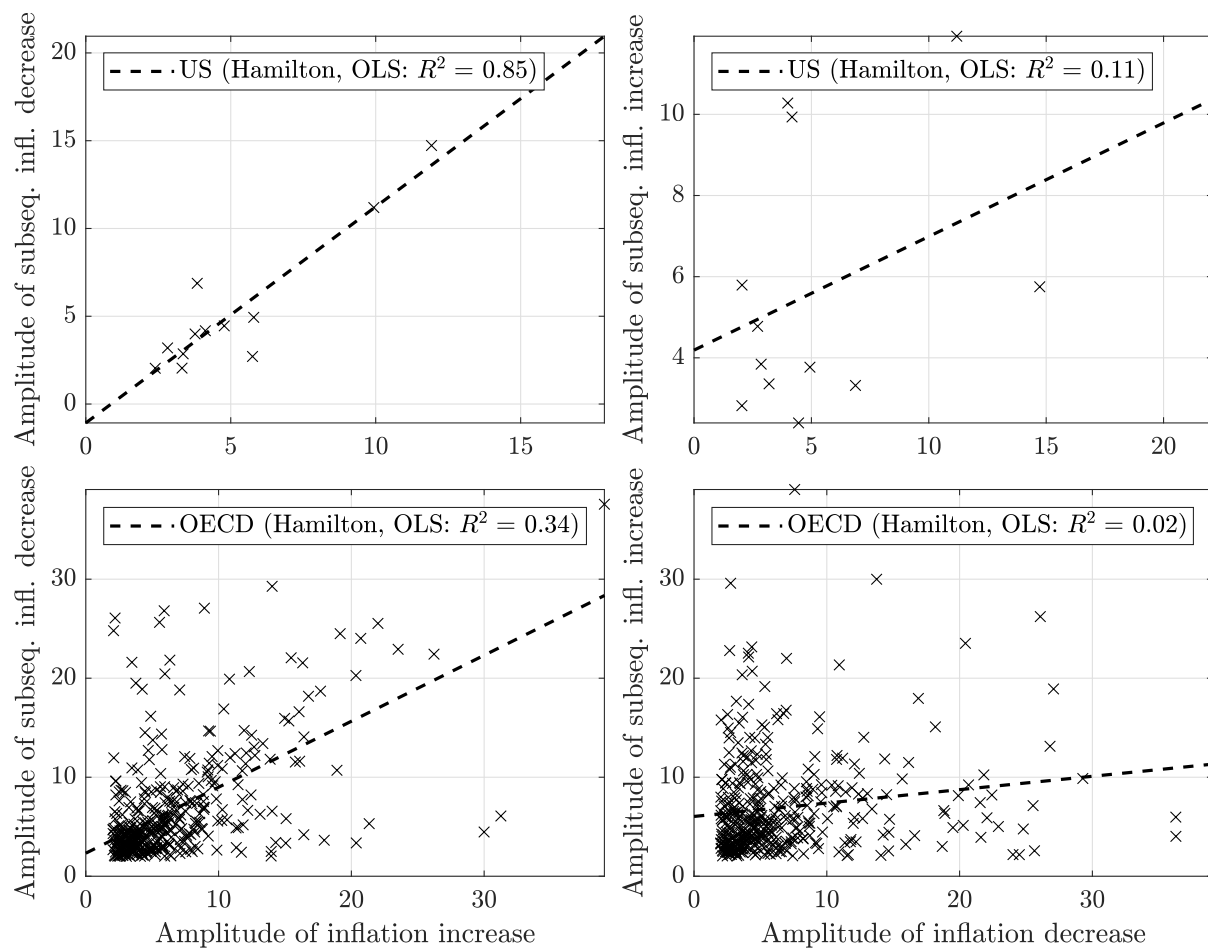 US (Hamilton, OLS: R² = 0.85)
Amplitude of subseq. infl. decrease
20
15
10
5
0
0 5 10 15
US (Hamilton, OLS: R² = 0.11)
Amplitude of subseq. infl. increase
10
8
6
4
0 5 10 15 20
OECD (Hamilton, OLS: R² = 0.34)
Amplitude of subseq. infl. decrease
30
20
10
0
0 10 20 30
Amplitude of inflation increase
OECD (Hamilton, OLS: R² = 0.02)
Amplitude of subseq. infl. increase
30
20
10
0
0 10 20 30
Amplitude of inflation decrease